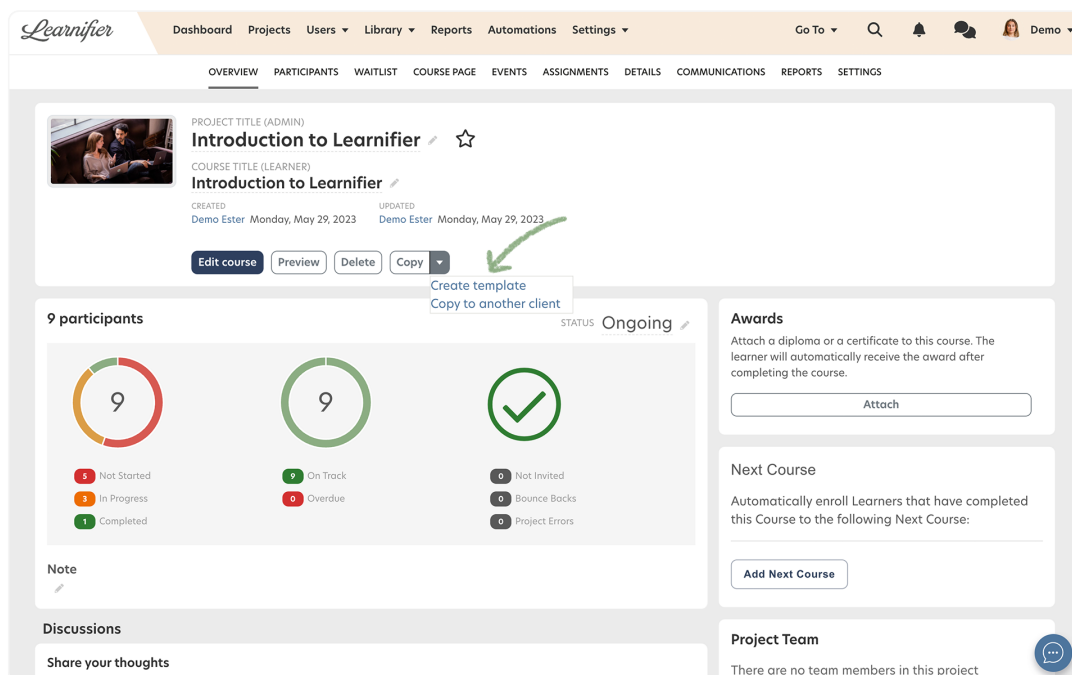 Learnifier
Dashboard Projects Users Library Reports Automations Settings Go To Demo
OVERVIEW PARTICIPANTS WAITLIST COURSE PAGE EVENTS ASSIGNMENTS DETAILS COMMUNICATIONS REPORTS SETTINGS
PROJECT TITLE (ADMIN)
Introduction to Learnifier
COURSE TITLE (LEARNER)
Introduction to Learnifier
CREATED UPDATED
Demo Ester Monday, May 29, 2023 Demo Ester Monday, May 29, 2023
Edit course Preview Delete Copy
Create template
Copy to another client
9 participants
STATUS Ongoing
9 9
5 Not Started 9 On Track 0 Not Invited
3 In Progress 0 Overdue 0 Bounce Backs
1 Completed 0 Project Errors
Note
Awards
Attach a diploma or a certificate to this course. The
learner will automatically receive the award after
completing the course.
Attach
Next Course
Automatically enroll Learners that have completed
this Course to the following Next Course:
Add Next Course
Discussions
Share your thoughts
Project Team
There are no team members in this project